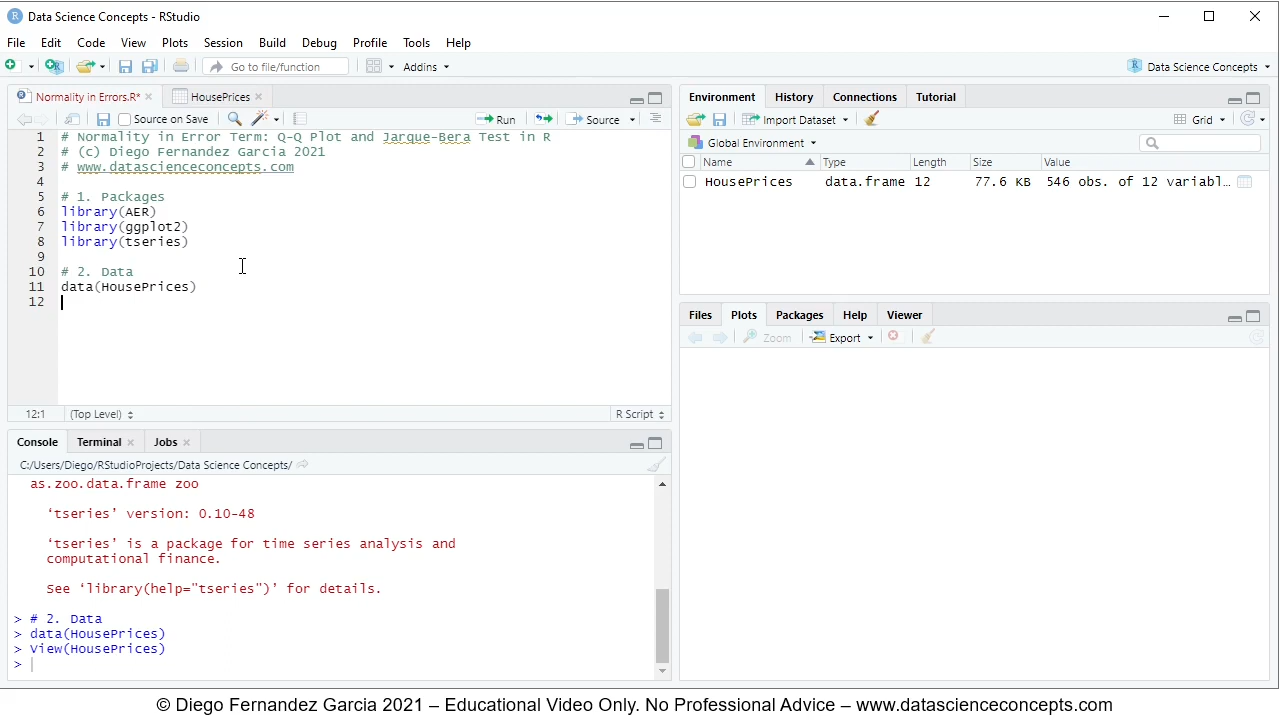 Data Science Concepts - RStudio
File Edit Code View Plots Session Build Debug Profile Tools Help
Go to file/function Addins Data Science Concepts
Normality in Errors.R* HousePrices
Source on Save Run Source
1 # Normality in Error Term: Q-Q Plot and Jarque-Bera Test in R
2 # (c) Diego Fernandez Garcia 2021
3 # www.datascienceconcepts.com
4
5 # 1. Packages
6 library(AER)
7 library(ggplot2)
8 library(tseries)
9
10 # 2. Data
11 data(HousePrices)
12
12:1 (Top Level) R Script
Console Terminal Jobs
C:/Users/Diego/RStudioProjects/Data Science Concepts/
as.zoo.data.frame zoo
‘tseries’ version: 0.10-48
‘tseries’ is a package for time series analysis and
computational finance.
See ‘library(help="tseries")’ for details.
> # 2. Data
> data(HousePrices)
> View(HousePrices)
>
Environment History Connections Tutorial
Import Dataset Grid
Global Environment
Name Type Length Size Value
HousePrices data.frame 12 77.6 KB 546 obs. of 12 variabl…
Files Plots Packages Help Viewer
Zoom Export
© Diego Fernandez Garcia 2021 – Educational Video Only. No Professional Advice – www.datascienceconcepts.com